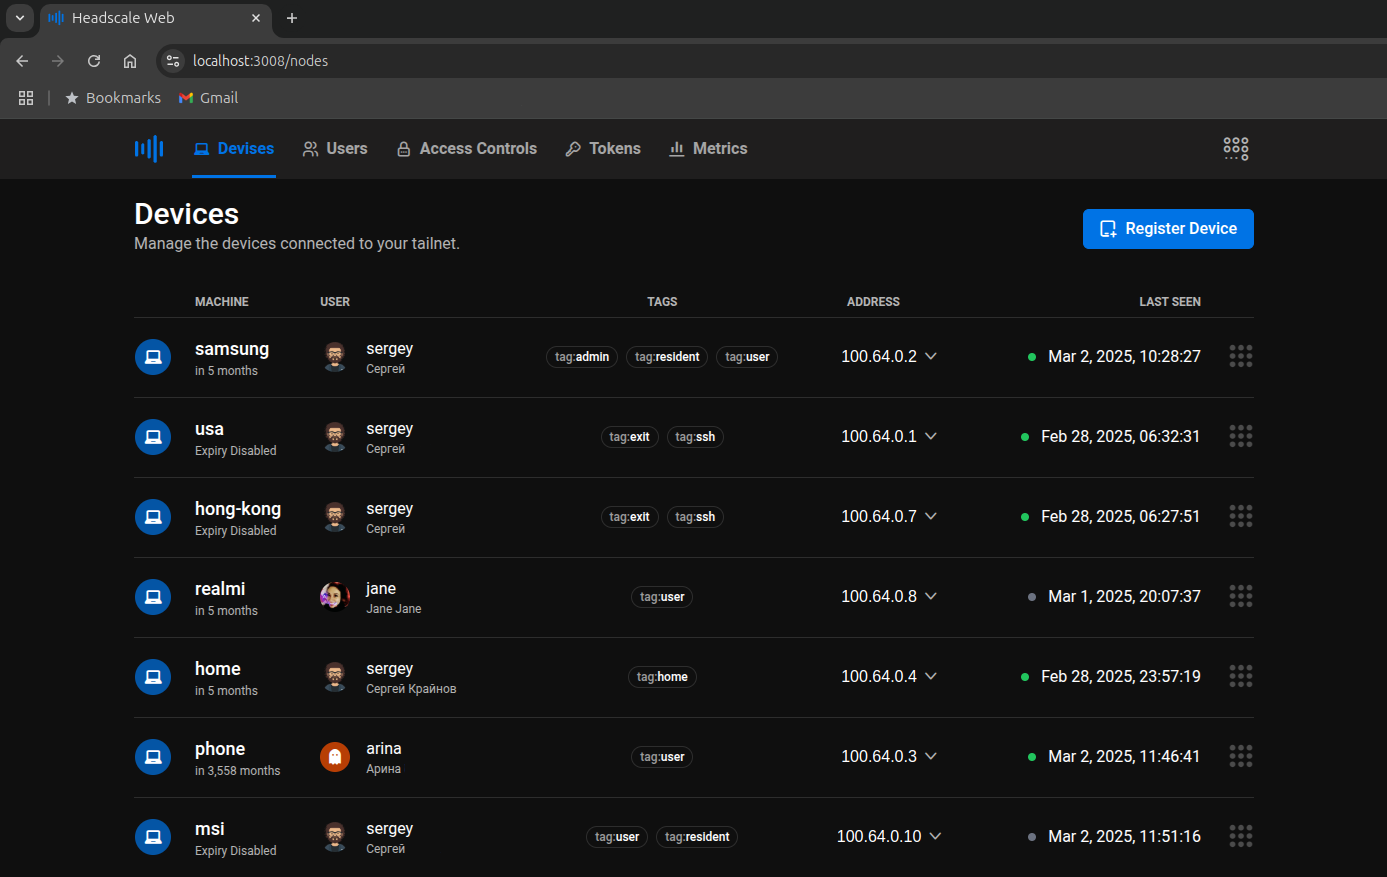 Headscale Web
localhost:3008/nodes
Bookmarks Gmail
Devises Users Access Controls Tokens Metrics
Devices
Manage the devices connected to your tailnet.
Register Device
MACHINE USER TAGS ADDRESS LAST SEEN
samsung sergey tag:admin tag:resident tag:user 100.64.0.2 Mar 2, 2025, 10:28:27
in 5 months Сергей
usa sergey tag:exit tag:ssh 100.64.0.1 Feb 28, 2025, 06:32:31
Expiry Disabled Сергей
hong-kong sergey tag:exit tag:ssh 100.64.0.7 Feb 28, 2025, 06:27:51
Expiry Disabled Сергей
realmi jane tag:user 100.64.0.8 Mar 1, 2025, 20:07:37
in 5 months Jane Jane
home sergey tag:home 100.64.0.4 Feb 28, 2025, 23:57:19
in 5 months Сергей Крайнов
phone arina tag:user 100.64.0.3 Mar 2, 2025, 11:46:41
in 3,558 months Арина
msi sergey tag:user tag:resident 100.64.0.10 Mar 2, 2025, 11:51:16
Expiry Disabled Сергей